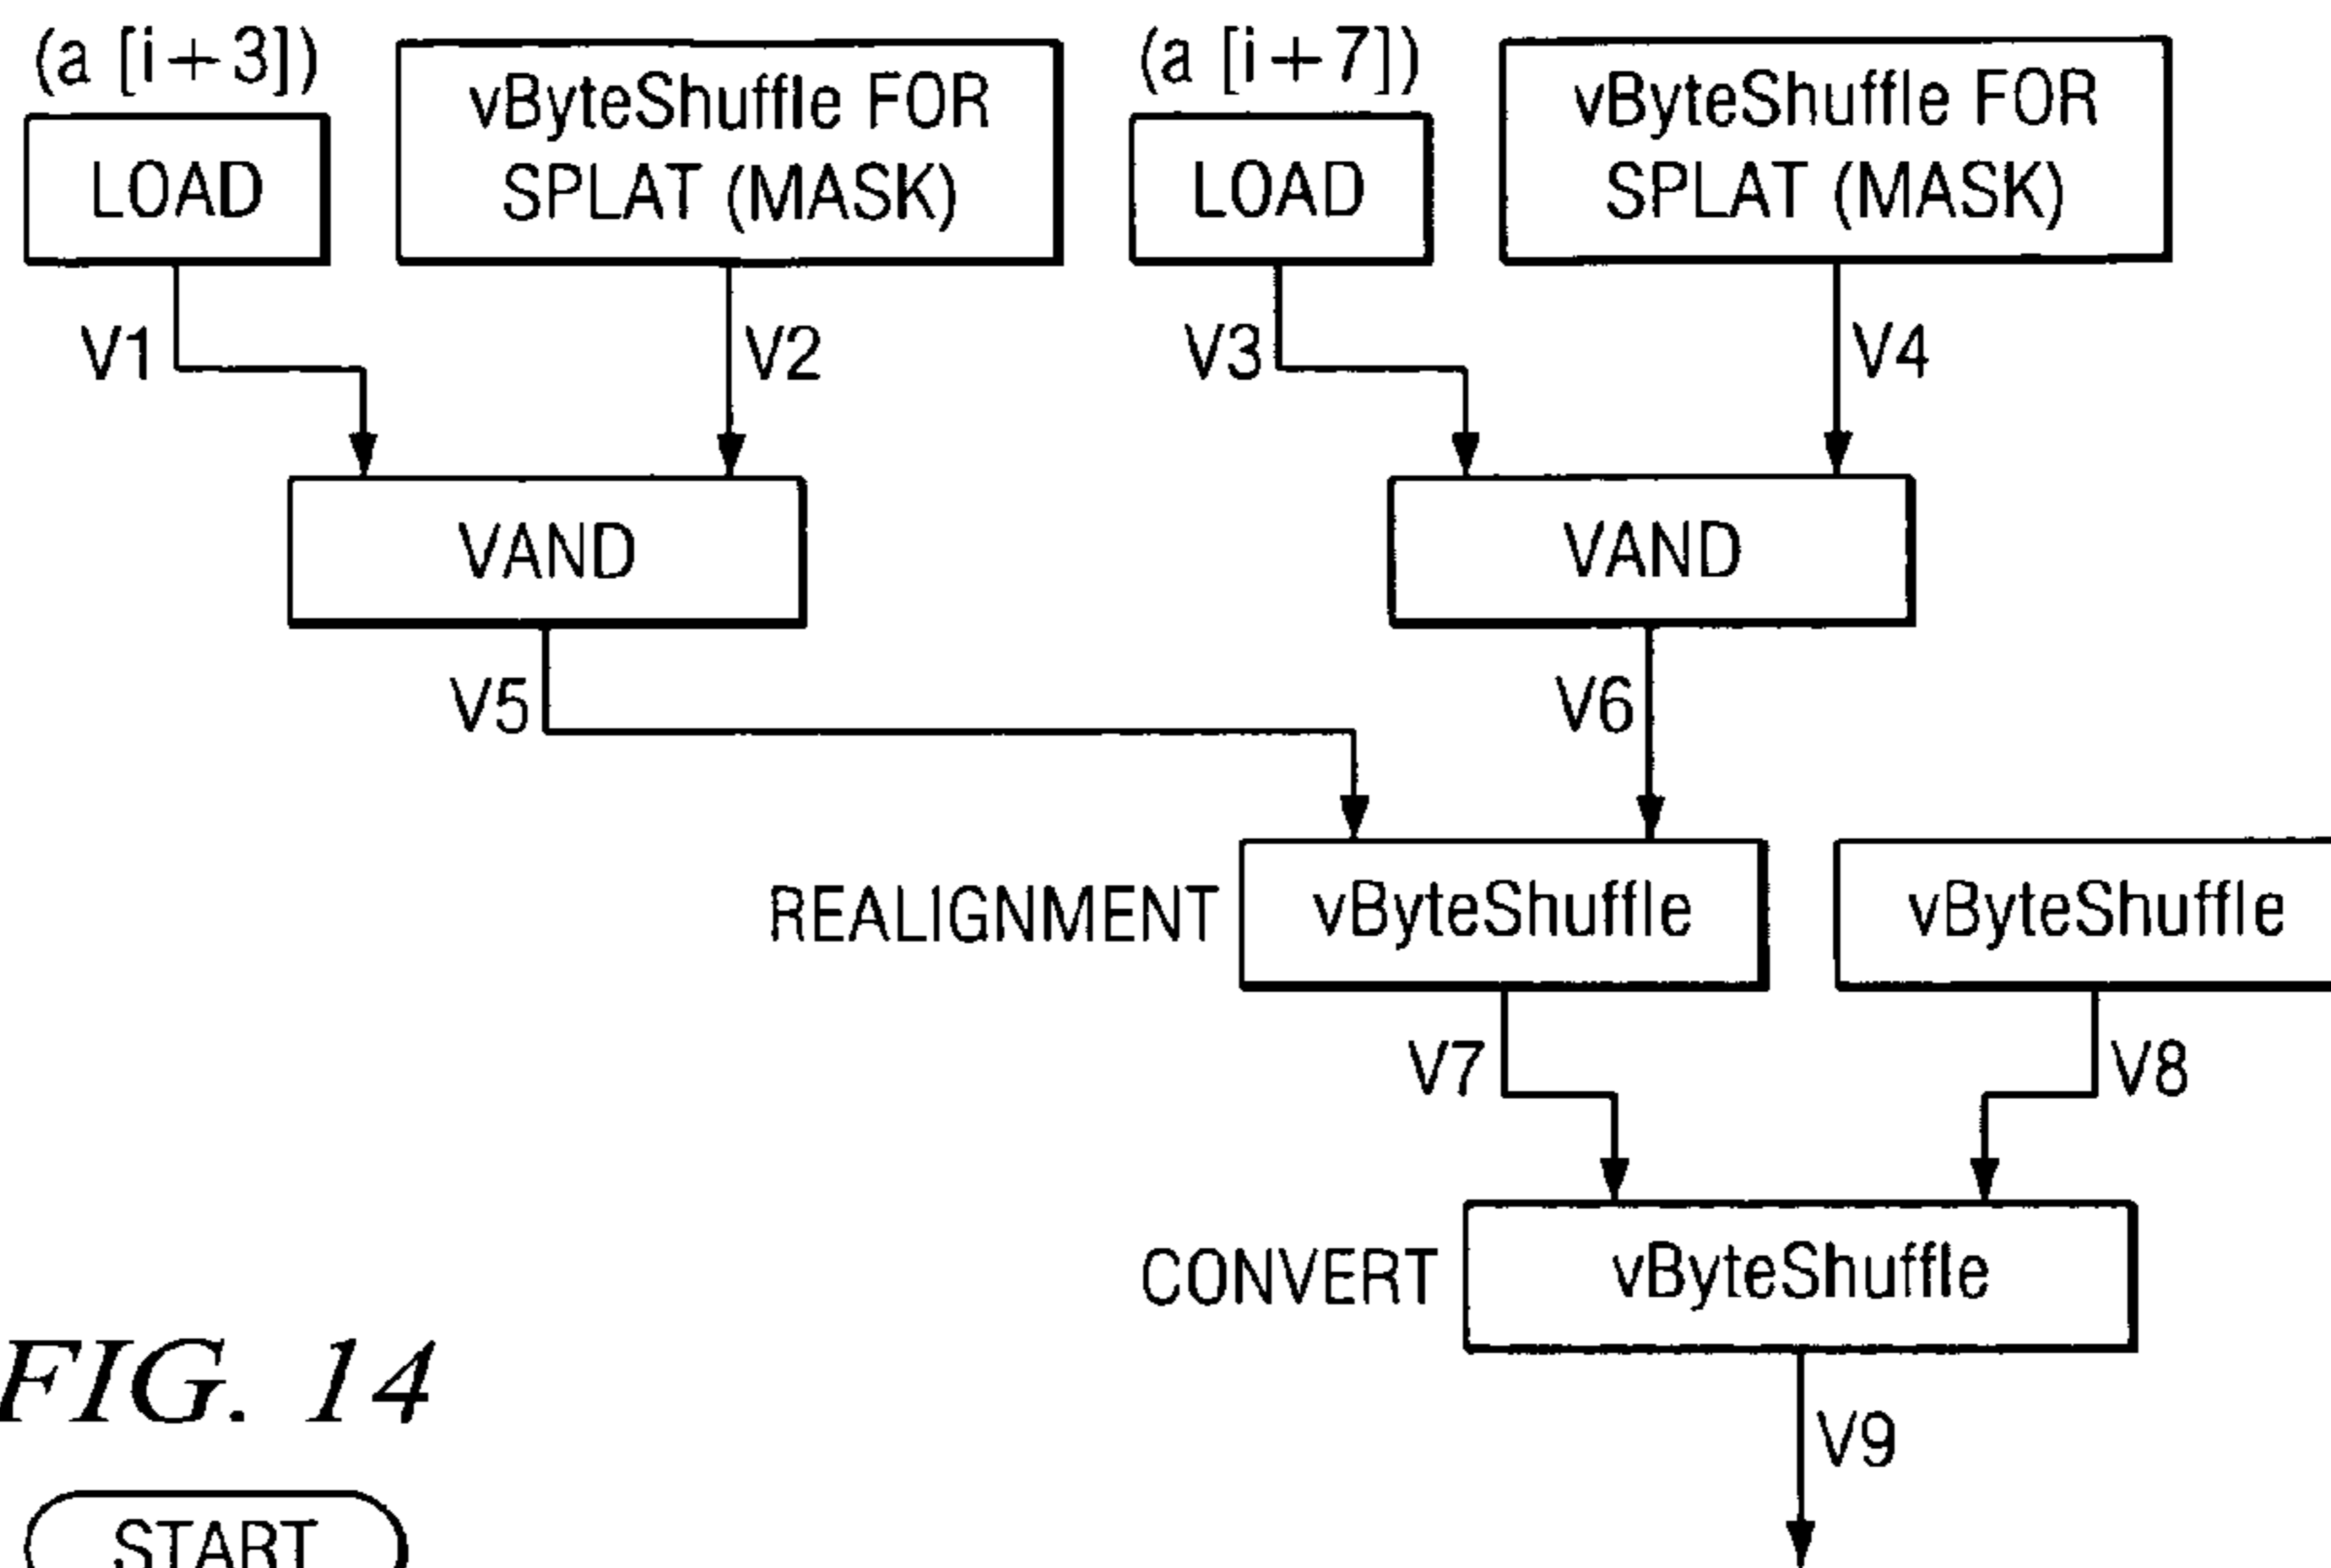 (a [i+3])
vByteShuffle FOR
SPLAT (MASK)
(a [i+7])
vByteShuffle FOR
SPLAT (MASK)
LOAD
LOAD
V1
V2
V3
V4
VAND
VAND
V5
V6
REALIGNMENT
vByteShuffle
vByteShuffle
V7
V8
CONVERT
vByteShuffle
V9
FIG. 14
START